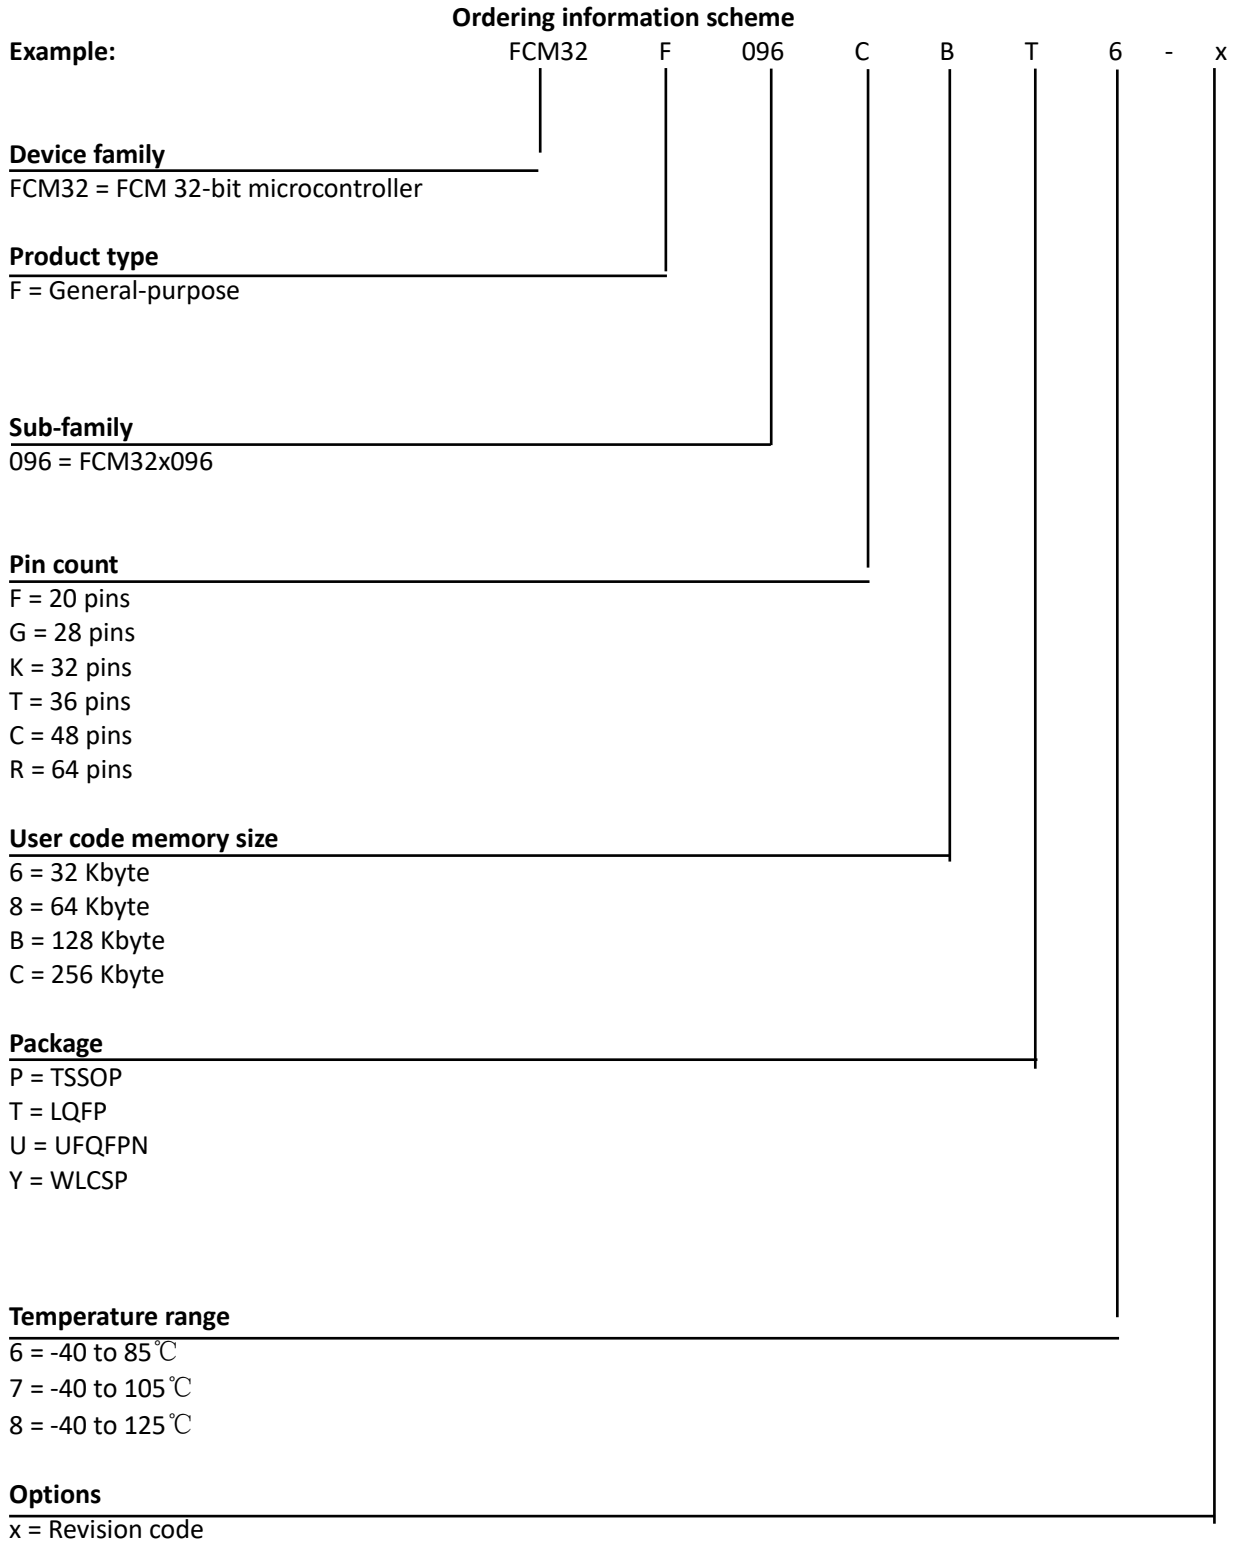 Ordering information scheme
Example: FCM32 F 096 C B T 6 - x
Device family
FCM32 = FCM 32-bit microcontroller
Product type
F = General-purpose
Sub-family
096 = FCM32x096
Pin count
F = 20 pins
G = 28 pins
K = 32 pins
T = 36 pins
C = 48 pins
R = 64 pins
User code memory size
6 = 32 Kbyte
8 = 64 Kbyte
B = 128 Kbyte
C = 256 Kbyte
Package
P = TSSOP
T = LQFP
U = UFQFPN
Y = WLCSP
Temperature range
6 = -40 to 85℃
7 = -40 to 105℃
8 = -40 to 125℃
Options
x = Revision code